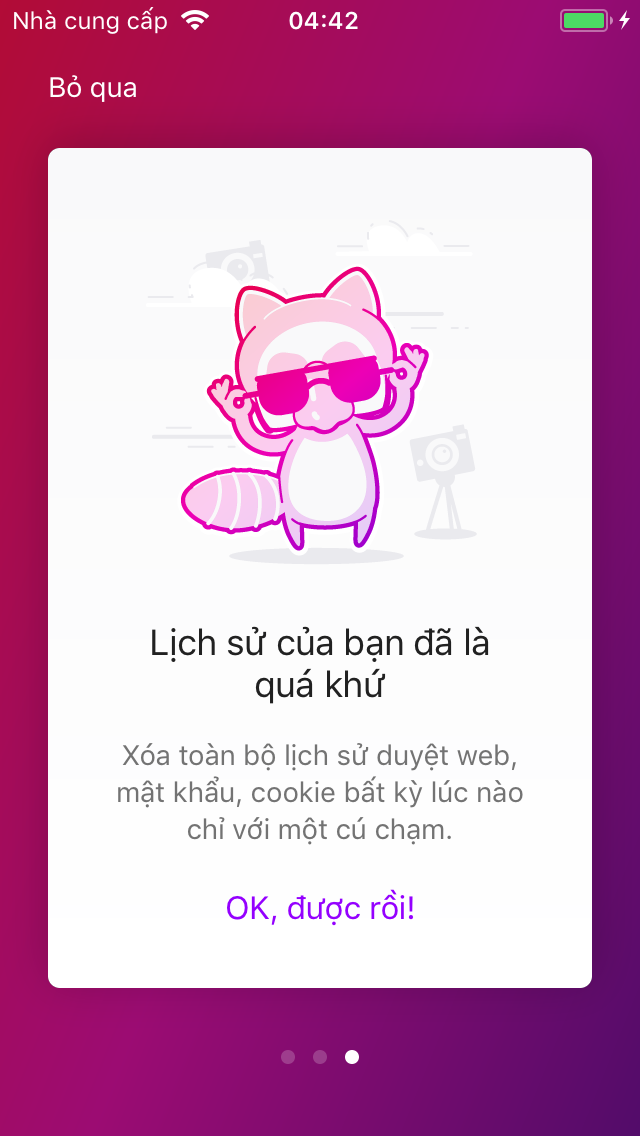 Nhà cung cấp 04:42
Bỏ qua
Lịch sử của bạn đã là
quá khứ
Xóa toàn bộ lịch sử duyệt web,
mật khẩu, cookie bất kỳ lúc nào
chỉ với một cú chạm.
OK, được rồi!